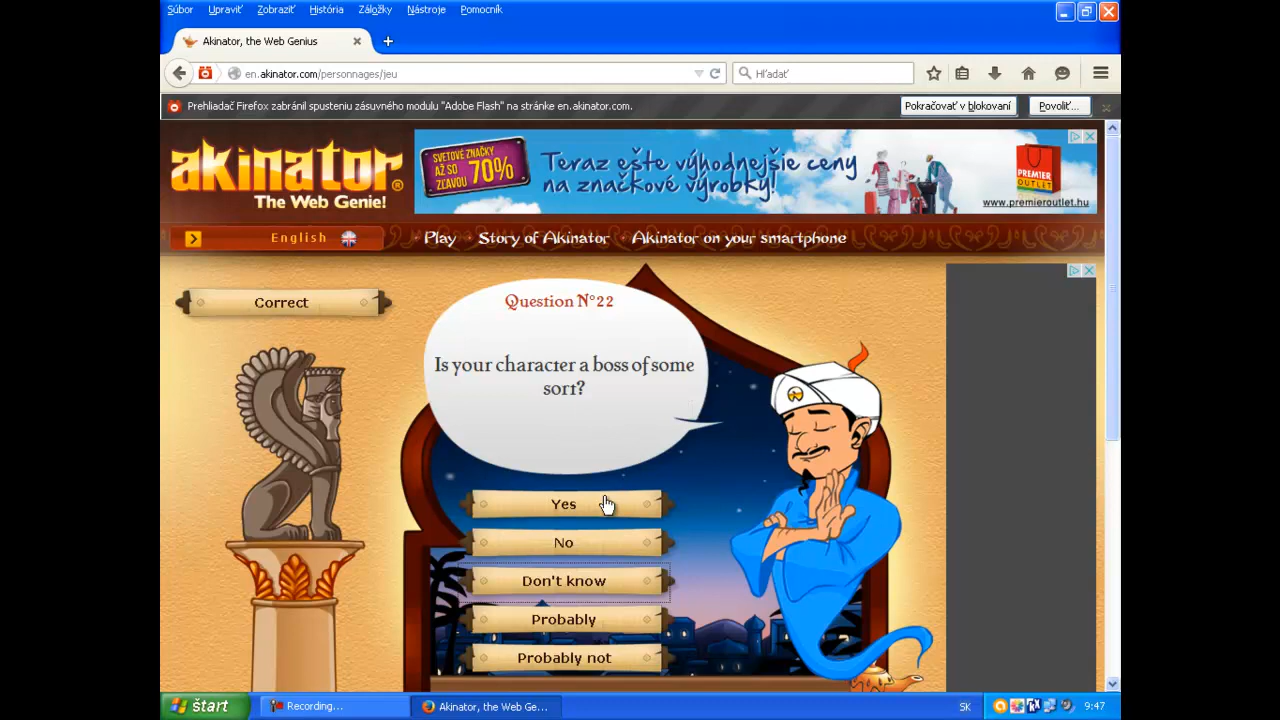 Súbor Upraviť Zobraziť História Záložky Nástroje Pomocník
Akinator, the Web Genius
en.akinator.com/personnages/jeu
Hľadať
Prehliadač Firefox zabránil spusteniu zásuvného modulu "Adobe Flash" na stránke en.akinator.com.
Pokračovať v blokovaní
Povoliť...
akinator®
The Web Genie!
SVETOVÉ ZNAČKY
AŽ SO 70%
ZĽAVOU
Teraz ešte výhodnejšie ceny
na značkové výrobky!
PREMIER
OUTLET
www.premieroutlet.hu
English
Play
Story of Akinator
Akinator on your smartphone
Correct
Question N°22
Is your character a boss of some
sort?
Yes
No
Don't know
Probably
Probably not
štart
Recording...
Akinator, the Web Ge...
SK
9:47